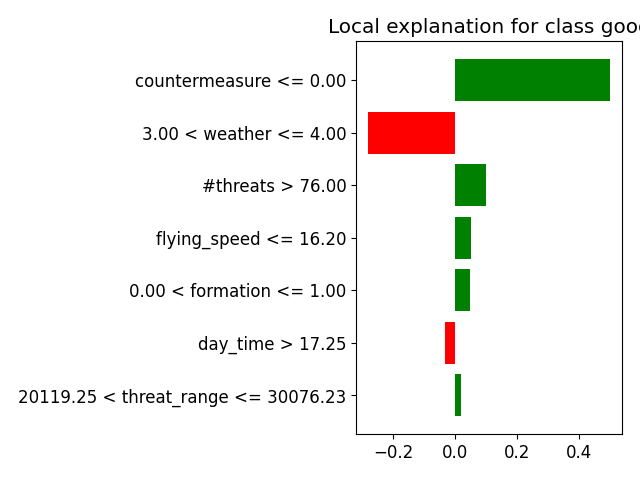 Local explanation for class goo
countermeasure <= 0.00
3.00 < weather <= 4.00
#threats > 76.00
flying_speed <= 16.20
0.00 < formation <= 1.00
day_time > 17.25
20119.25 < threat_range <= 30076.23
−0.2 0.0 0.2 0.4